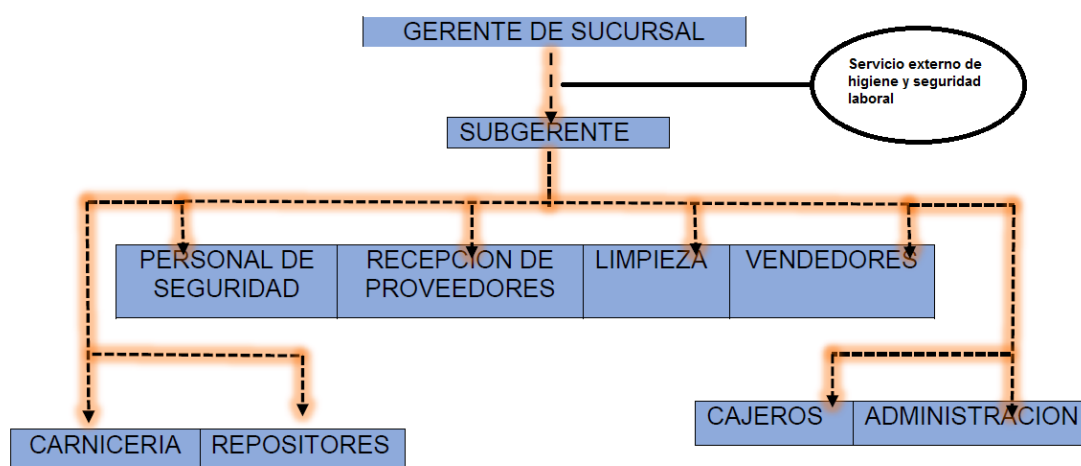 GERENTE DE SUCURSAL
Servicio externo de
higiene y seguridad
laboral
SUBGERENTE
PERSONAL DE
SEGURIDAD
RECEPCION DE
PROVEEDORES
LIMPIEZA
VENDEDORES
CARNICERIA
REPOSITORES
CAJEROS
ADMINISTRACION